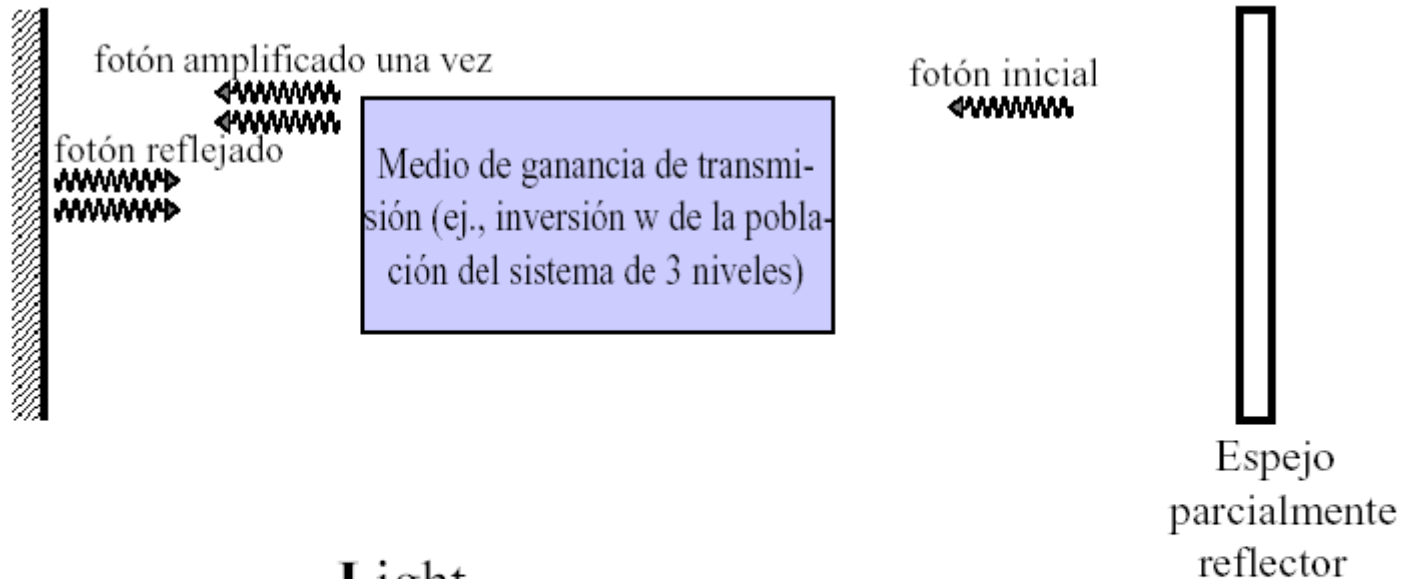 fotón amplificado una vez
fotón inicial
fotón reflejado
Medio de ganancia de transmi-
sión (ej., inversión w de la pobla-
ción del sistema de 3 niveles)
Espejo
parcialmente
reflector
Light